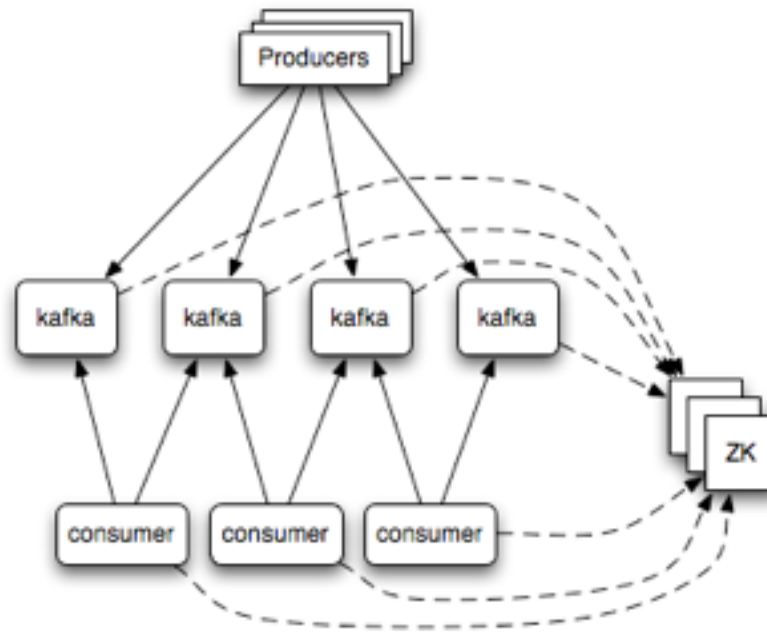 Producers
kafka
kafka
kafka
kafka
ZK
consumer
consumer
consumer